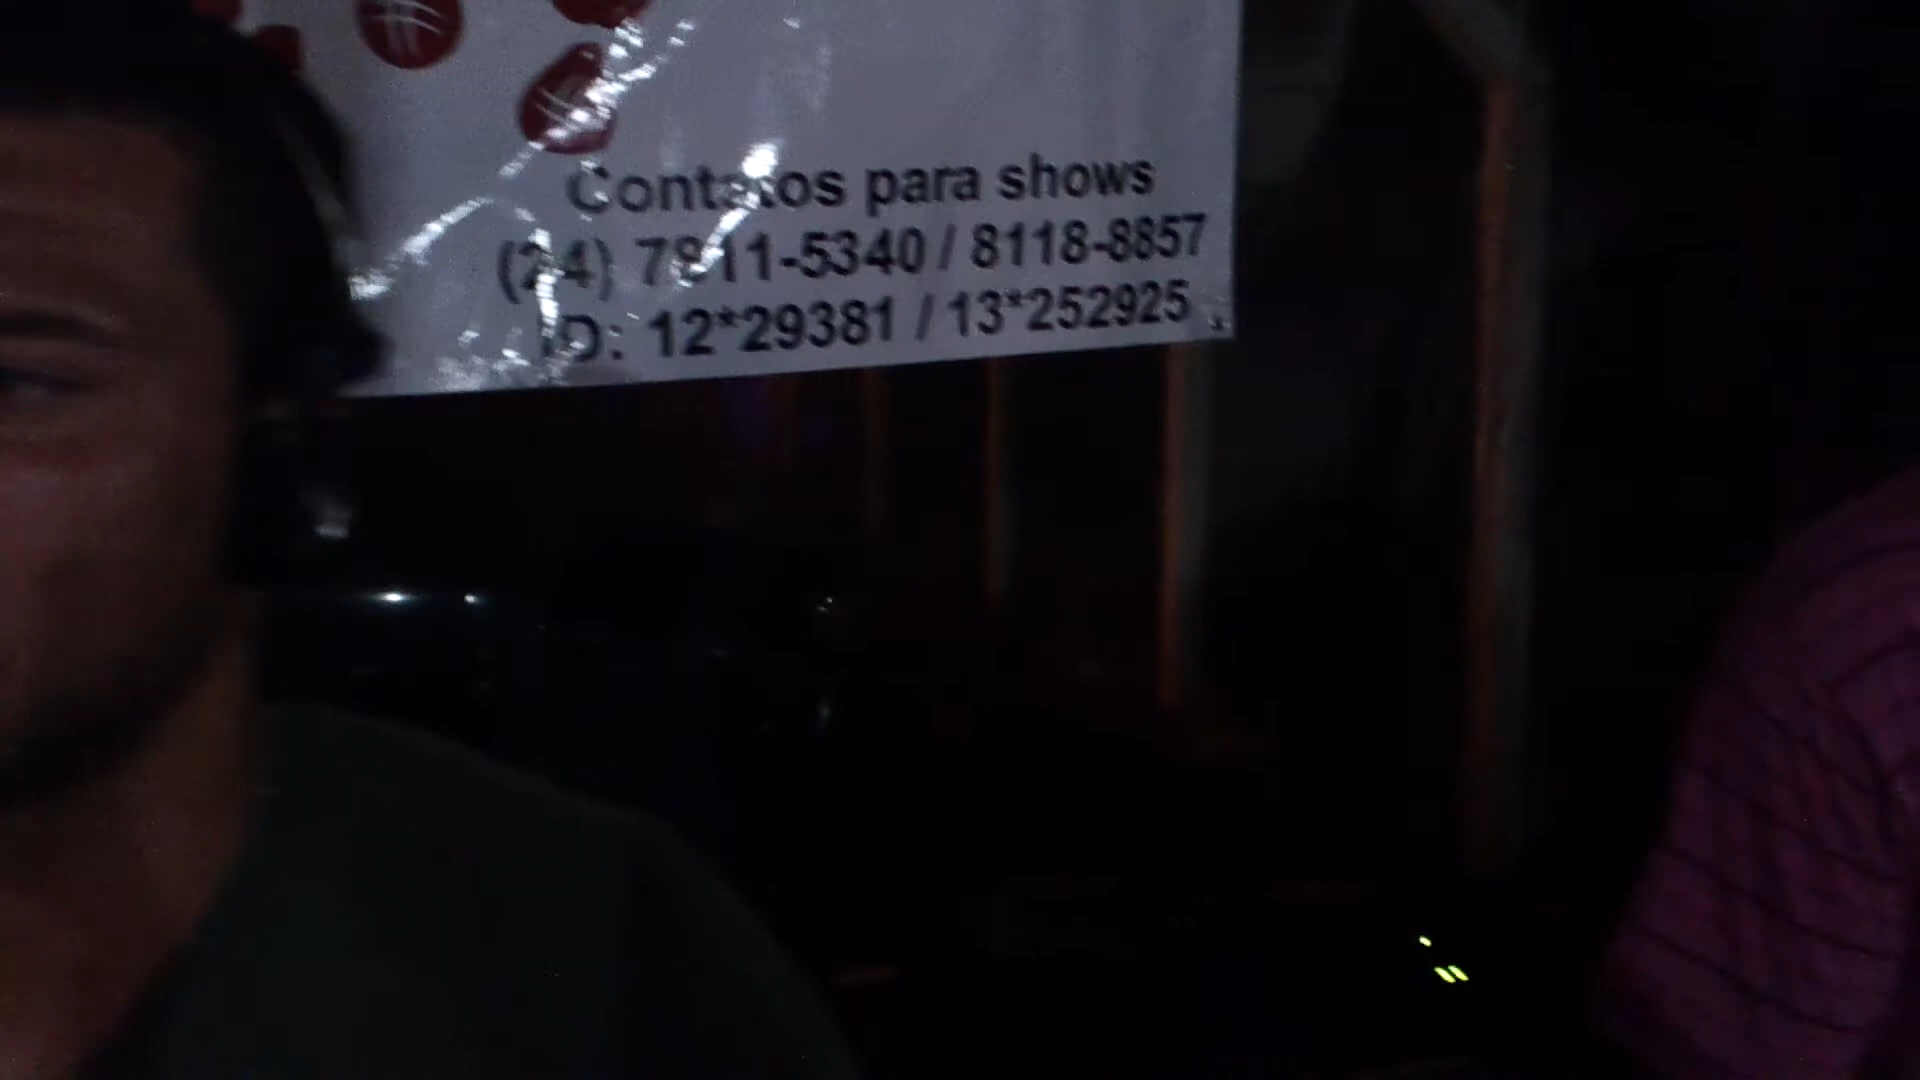 Contatos para shows
(24) 7811-5340 / 8118-8857
ID: 12*29381 / 13*252925